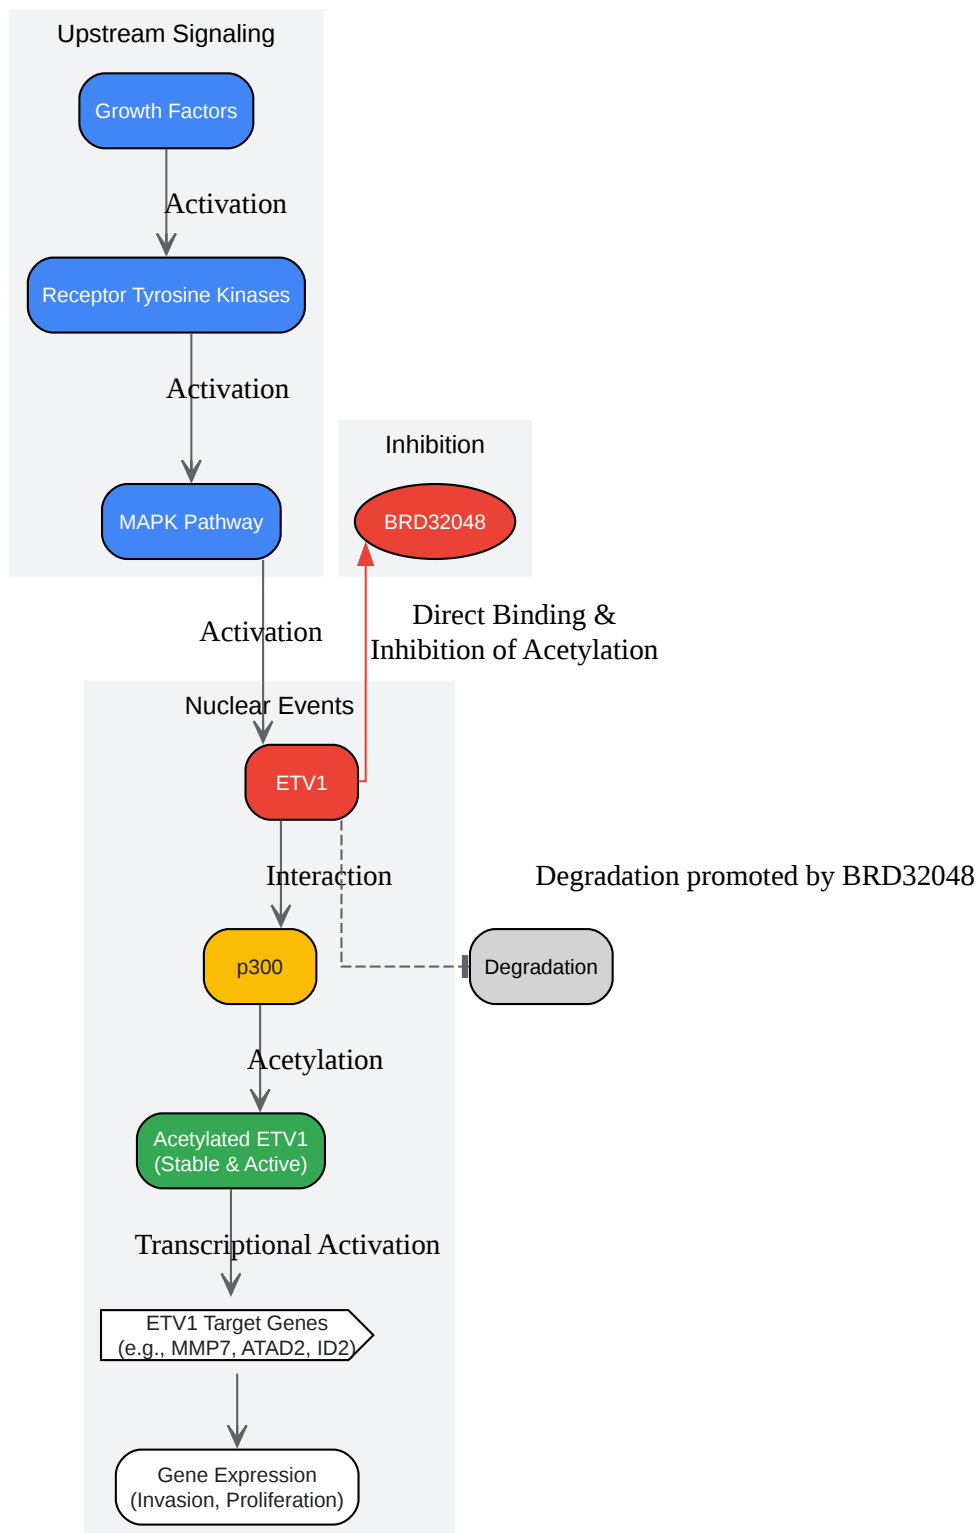 Upstream Signaling
Growth Factors
Activation
Receptor Tyrosine Kinases
Activation
MAPK Pathway
Inhibition
BRD32048
Activation
Direct Binding &
Inhibition of Acetylation
Nuclear Events
ETV1
Interaction
Degradation promoted by BRD32048
p300
Degradation
Acetylation
Acetylated ETV1
(Stable & Active)
Transcriptional Activation
ETV1 Target Genes
(e.g., MMP7, ATAD2, ID2)
Gene Expression
(Invasion, Proliferation)